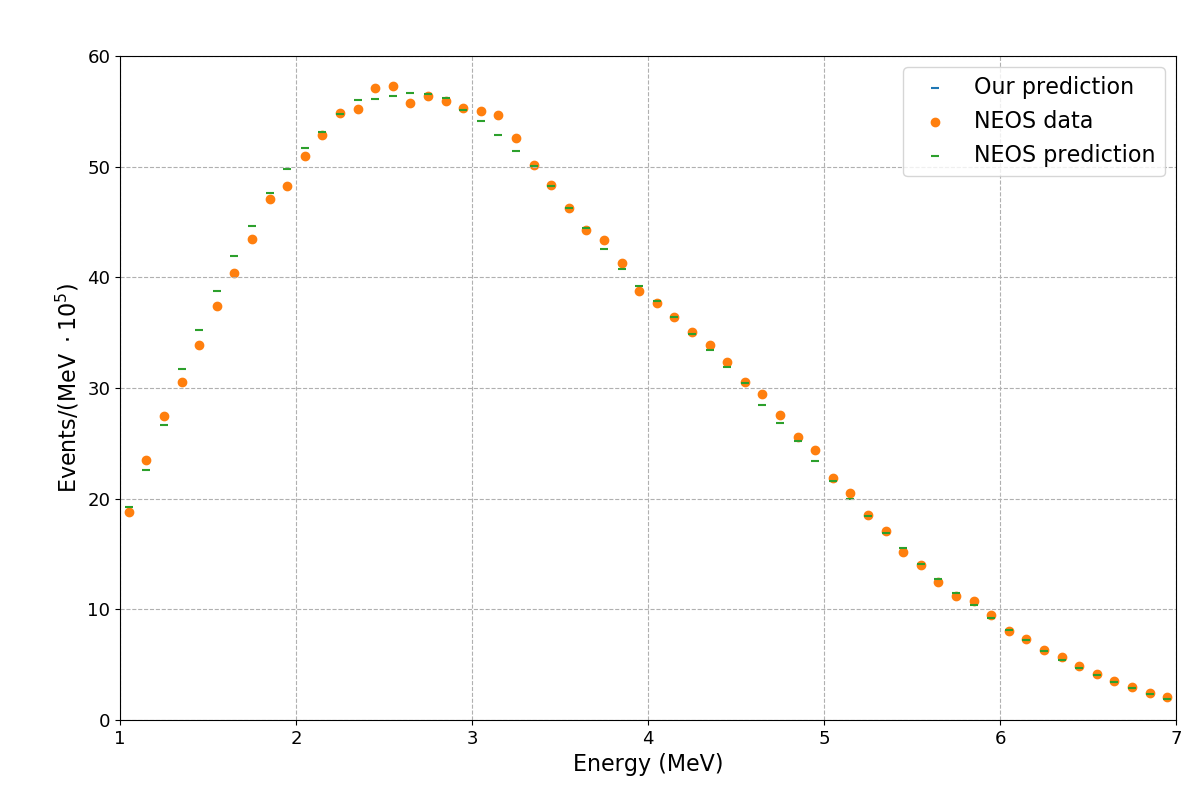 60
50
40
30
20
10
0
Events/(MeV · 10⁵)
1 2 3 4 5 6 7
Energy (MeV)
Our prediction
NEOS data
NEOS prediction